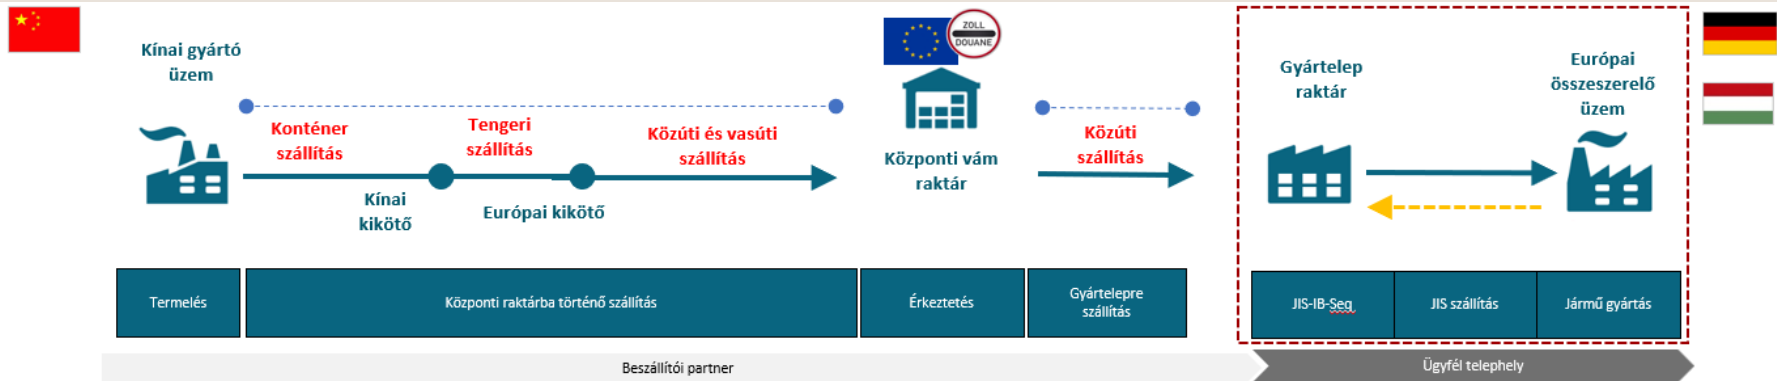 Kínai gyártó
üzem
Konténer
szállítás
Tengeri
szállítás
Közúti és vasúti
szállítás
Kínai
kikötő
Európai kikötő
ZOLL
DOUANE
Központi vám
raktár
Közúti
szállítás
Gyártelep
raktár
Európai
összeszerelő
üzem
Termelés
Központi raktárba történő szállítás
Érkeztetés
Gyártelepre
szállítás
JIS-IB-Seq
JIS szállítás
Jármű gyártás
Beszállítói partner
Ügyfél telephely